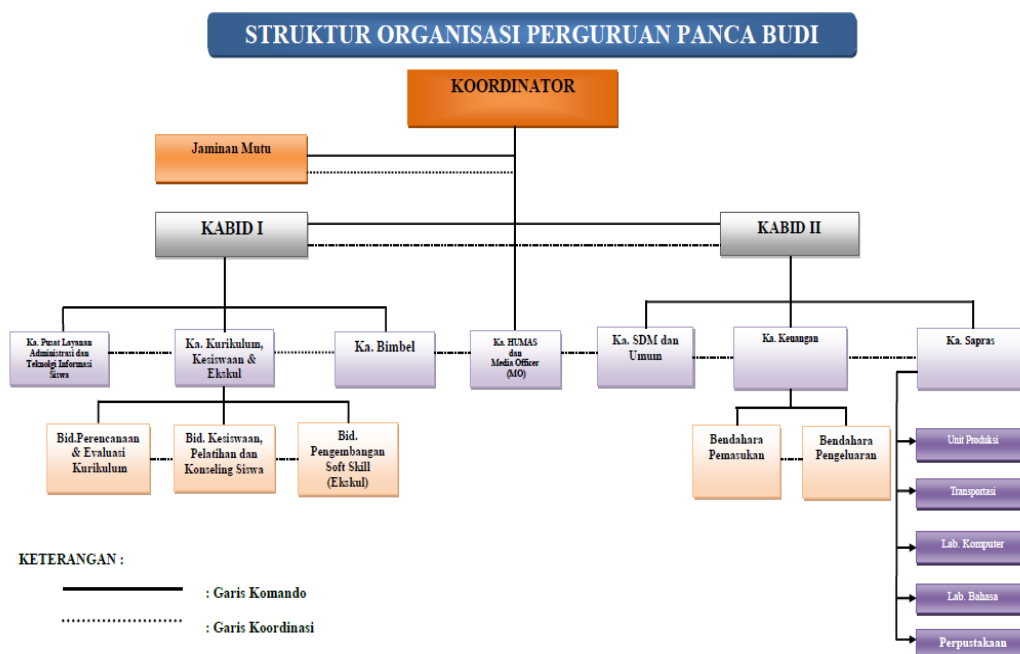 STRUKTUR ORGANISASI PERGURUAN PANCA BUDI
KOORDINATOR
Jaminan Mutu
KABID I
KABID II
Ka. Pusat Layanan
Administrasi dan
Teknolgi Informasi
Siswa
Ka. Kurikulum,
Kesiswaan &
Ekskul
Ka. Bimbel
Ka. HUMAS
dan
Media Officer
(MO)
Ka. SDM dan
Umum
Ka. Keuangan
Ka. Sapras
Bid.Perencanaan
& Evaluasi
Kurikulum
Bid. Kesiswaan,
Pelatihan dan
Konseling Siswa
Bid.
Pengembangan
Soft Skill
(Ekskul)
Bendahara
Pemasukan
Bendahara
Pengeluaran
Unit Produksi
Transportasi
Lab. Komputer
Lab. Bahasa
Perpustakaan
KETERANGAN :
: Garis Komando
: Garis Koordinasi